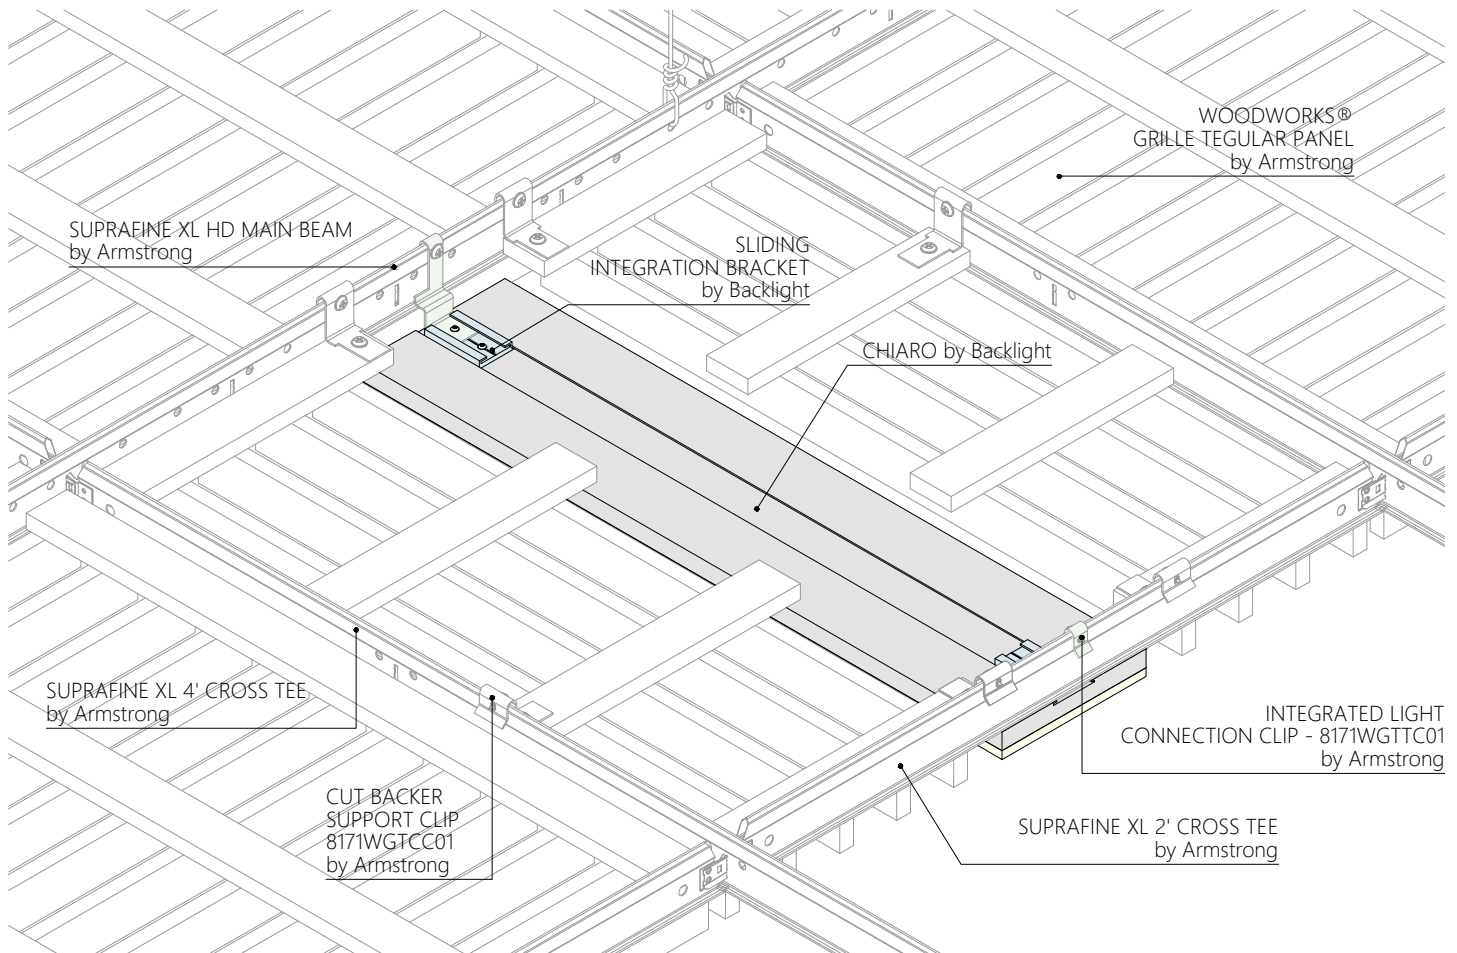 WOODWORKS®
GRILLE TEGULAR PANEL
by Armstrong
SUPRAFINE XL HD MAIN BEAM
by Armstrong
SLIDING
INTEGRATION BRACKET
by Backlight
CHIARO by Backlight
SUPRAFINE XL 4' CROSS TEE
by Armstrong
INTEGRATED LIGHT
CONNECTION CLIP - 8171WGTTC01
by Armstrong
CUT BACKER
SUPPORT CLIP
8171WGTCC01
by Armstrong
SUPRAFINE XL 2' CROSS TEE
by Armstrong